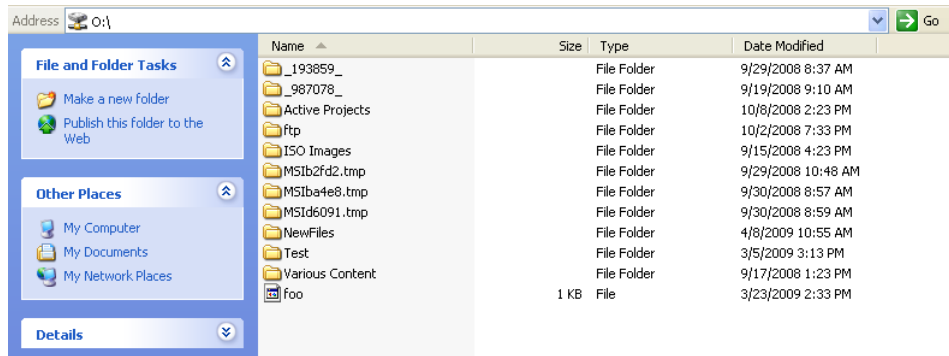 Address O:\ Go
File and Folder Tasks
Make a new folder
Publish this folder to the
Web
Other Places
My Computer
My Documents
My Network Places
Details
Name Size Type Date Modified
_193859_ File Folder 9/29/2008 8:37 AM
_987078_ File Folder 9/19/2008 9:10 AM
Active Projects File Folder 10/8/2008 2:23 PM
ftp File Folder 10/2/2008 7:33 PM
ISO Images File Folder 9/15/2008 4:23 PM
MSIb2fd2.tmp File Folder 9/29/2008 10:48 AM
MSIba4e8.tmp File Folder 9/30/2008 8:57 AM
MSId6091.tmp File Folder 9/30/2008 8:59 AM
NewFiles File Folder 4/8/2009 10:55 AM
Test File Folder 3/5/2009 3:13 PM
Various Content File Folder 9/17/2008 1:23 PM
foo 1 KB File 3/23/2009 2:33 PM